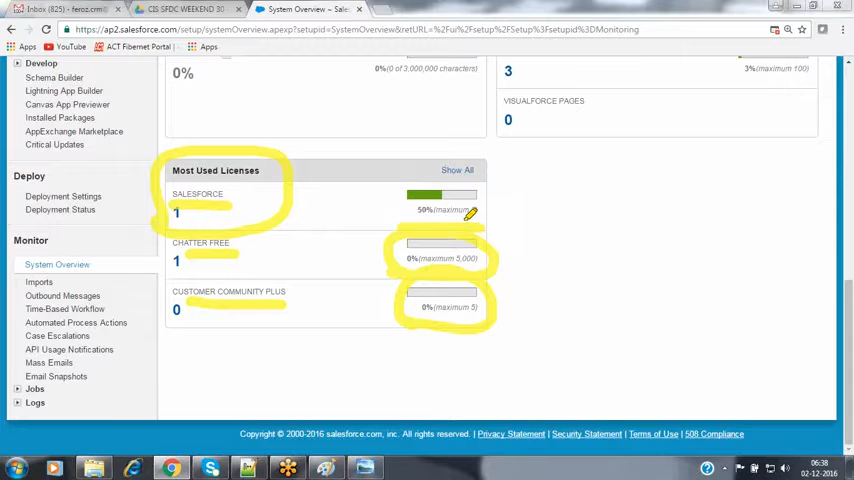 Inbox (825) - feroz.crm@
CIS SFDC WEEKEND 30
System Overview ~ Sales
https://ap2.salesforce.com/setup/systemOverview.apexp?setupid=SystemOverview&retURL=%2Fui%2Fsetup%2FSetup%3Fsetupid%3DMonitoring
Apps
YouTube
ACT Fibernet Portal
Apps
Develop
Schema Builder
Lightning App Builder
Canvas App Previewer
Installed Packages
AppExchange Marketplace
Critical Updates
Deploy
Deployment Settings
Deployment Status
Monitor
System Overview
Imports
Outbound Messages
Time-Based Workflow
Automated Process Actions
Case Escalations
API Usage Notifications
Mass Emails
Email Snapshots
Jobs
Logs
0%
0%(0 of 3,000,000 characters)
3
3%(maximum 100)
VISUALFORCE PAGES
0
Most Used Licenses
Show All
SALESFORCE
1
50%(maximum
CHATTER FREE
1
0%(maximum 5,000)
CUSTOMER COMMUNITY PLUS
0
0%(maximum 5)
Copyright © 2000-2016 salesforce.com, inc. All rights reserved. | Privacy Statement | Security Statement | Terms of Use | 508 Compliance
06:38
02-12-2016